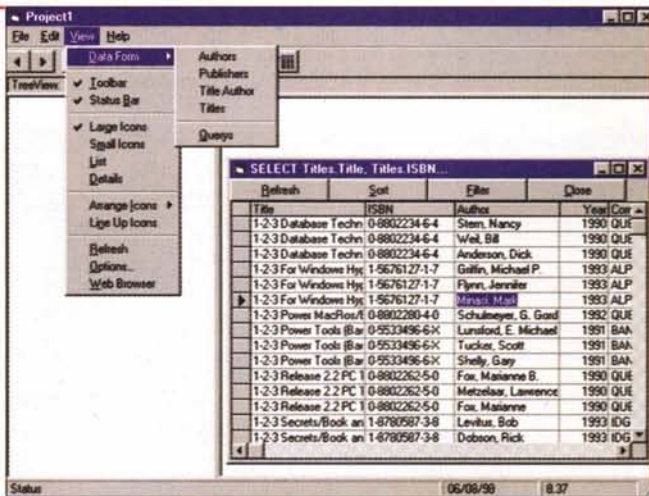 Project1
File Edit View Help
TreeView:
Data Form
Toolbar
Status Bar
Large Icons
Small Icons
List
Details
Arrange Icons
Line Up Icons
Refresh
Options...
Web Browser
Authors
Publishers
Title Author
Titles
Querys
SELECT Titles.Title, Titles.ISBN...
Refresh Sort Filter Close
Title ISBN Author Year Com
1-2-3 Database Techn 0-8802234-6-4 Stern, Nancy 1990 QUE
1-2-3 Database Techn 0-8802234-6-4 Weil, Bill 1990 QUE
1-2-3 Database Techn 0-8802234-6-4 Anderson, Dick 1990 QUE
1-2-3 For Windows Hyp 1-5676127-1-7 Griffin, Michael P. 1993 ALP
1-2-3 For Windows Hyp 1-5676127-1-7 Flynn, Jennifer 1993 ALP
1-2-3 For Windows Hyp 1-5676127-1-7 Minasi, Mark 1993 ALP
1-2-3 Power MacRos/E 0-8802280-4-0 Schulmeyer, G. Gord 1992 QUE
1-2-3 Power Tools (Bar 0-5533496-6-X Lunsford, E. Michael 1991 BAN
1-2-3 Power Tools (Bar 0-5533496-6-X Tucker, Scott 1991 BAN
1-2-3 Power Tools (Bar 0-5533496-6-X Shelly, Gary 1991 BAN
1-2-3 Release 2.2 PC T 0-8802262-5-0 Fox, Marianne B. 1990 QUE
1-2-3 Release 2.2 PC T 0-8802262-5-0 Metzelaar, Lawrence 1990 QUE
1-2-3 Release 2.2 PC T 0-8802262-5-0 Fox, Marianne 1990 QUE
1-2-3 Secrets/Book an 1-8780587-3-8 Levitus, Bob 1993 IDG
1-2-3 Secrets/Book an 1-8780587-3-8 Dobson, Rick 1993 IDG
Status 06/08/98 8.37